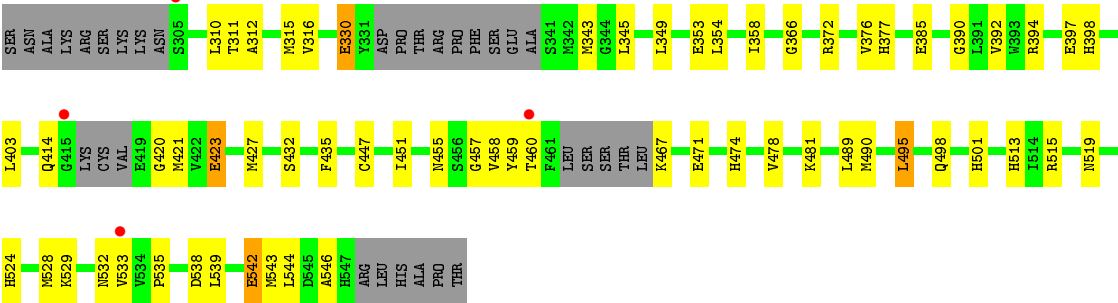 SER ASN ALA LYS ARG SER LYS LYS ASN S305 L310 T311 A312 M315 V316 E330 Y331 ASP PRO THR ARG PRO PHE SER GLU ALA S341 M342 M343 G344 L345 L349 E353 L354 I358 G366 R372 V376 H377 E385 G390 L391 V392 W393 R394 E397 H398
L403 Q414 G415 LYS CYS VAL E419 G420 M421 V422 E423 M427 S432 F435 C447 I451 N455 S456 G457 V458 Y459 T460 F461 LEU SER SER THR LEU K467 E471 H474 V478 K481 L489 M490 L495 Q498 H501 H513 I514 R515 N519
H524 M528 K529 N532 V533 V534 P535 D538 L539 E542 M543 L544 D545 A546 H547 ARG LEU HIS ALA PRO THR